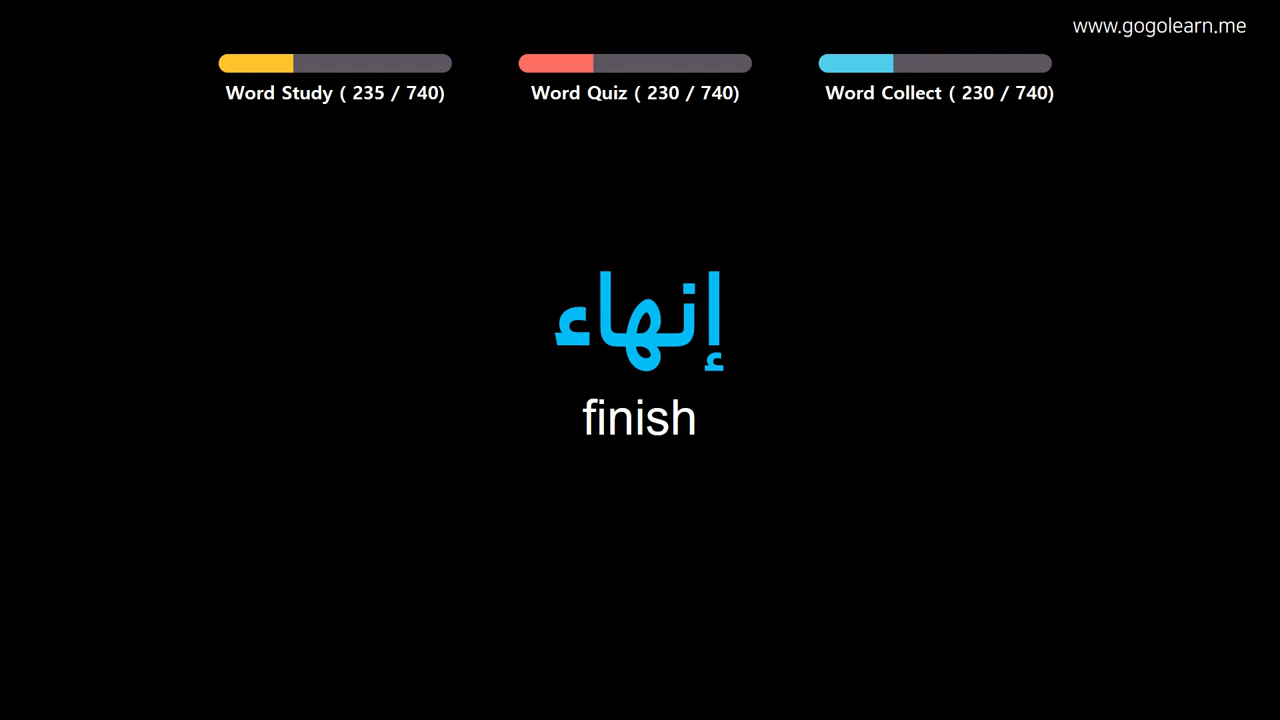 www.gogolearn.me
Word Study ( 235 / 740)
Word Quiz ( 230 / 740)
Word Collect ( 230 / 740)
إنهاء
finish